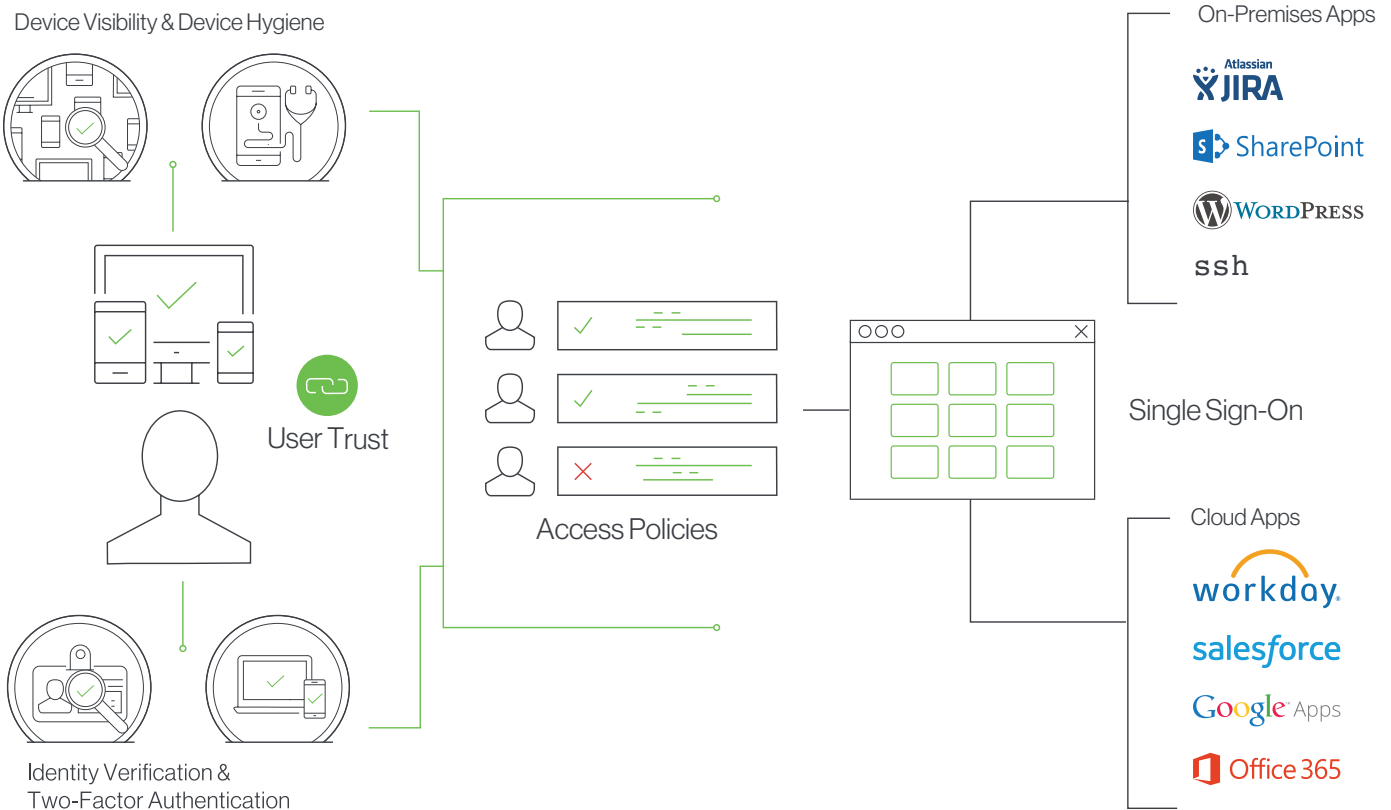 Device Visibility & Device Hygiene
User Trust
Identity Verification &
Two-Factor Authentication
Access Policies
Single Sign-On
On-Premises Apps
Atlassian
JIRA
S SharePoint
W WORDPRESS
ssh
Cloud Apps
workday.®
salesforce
Google™ Apps
Office 365